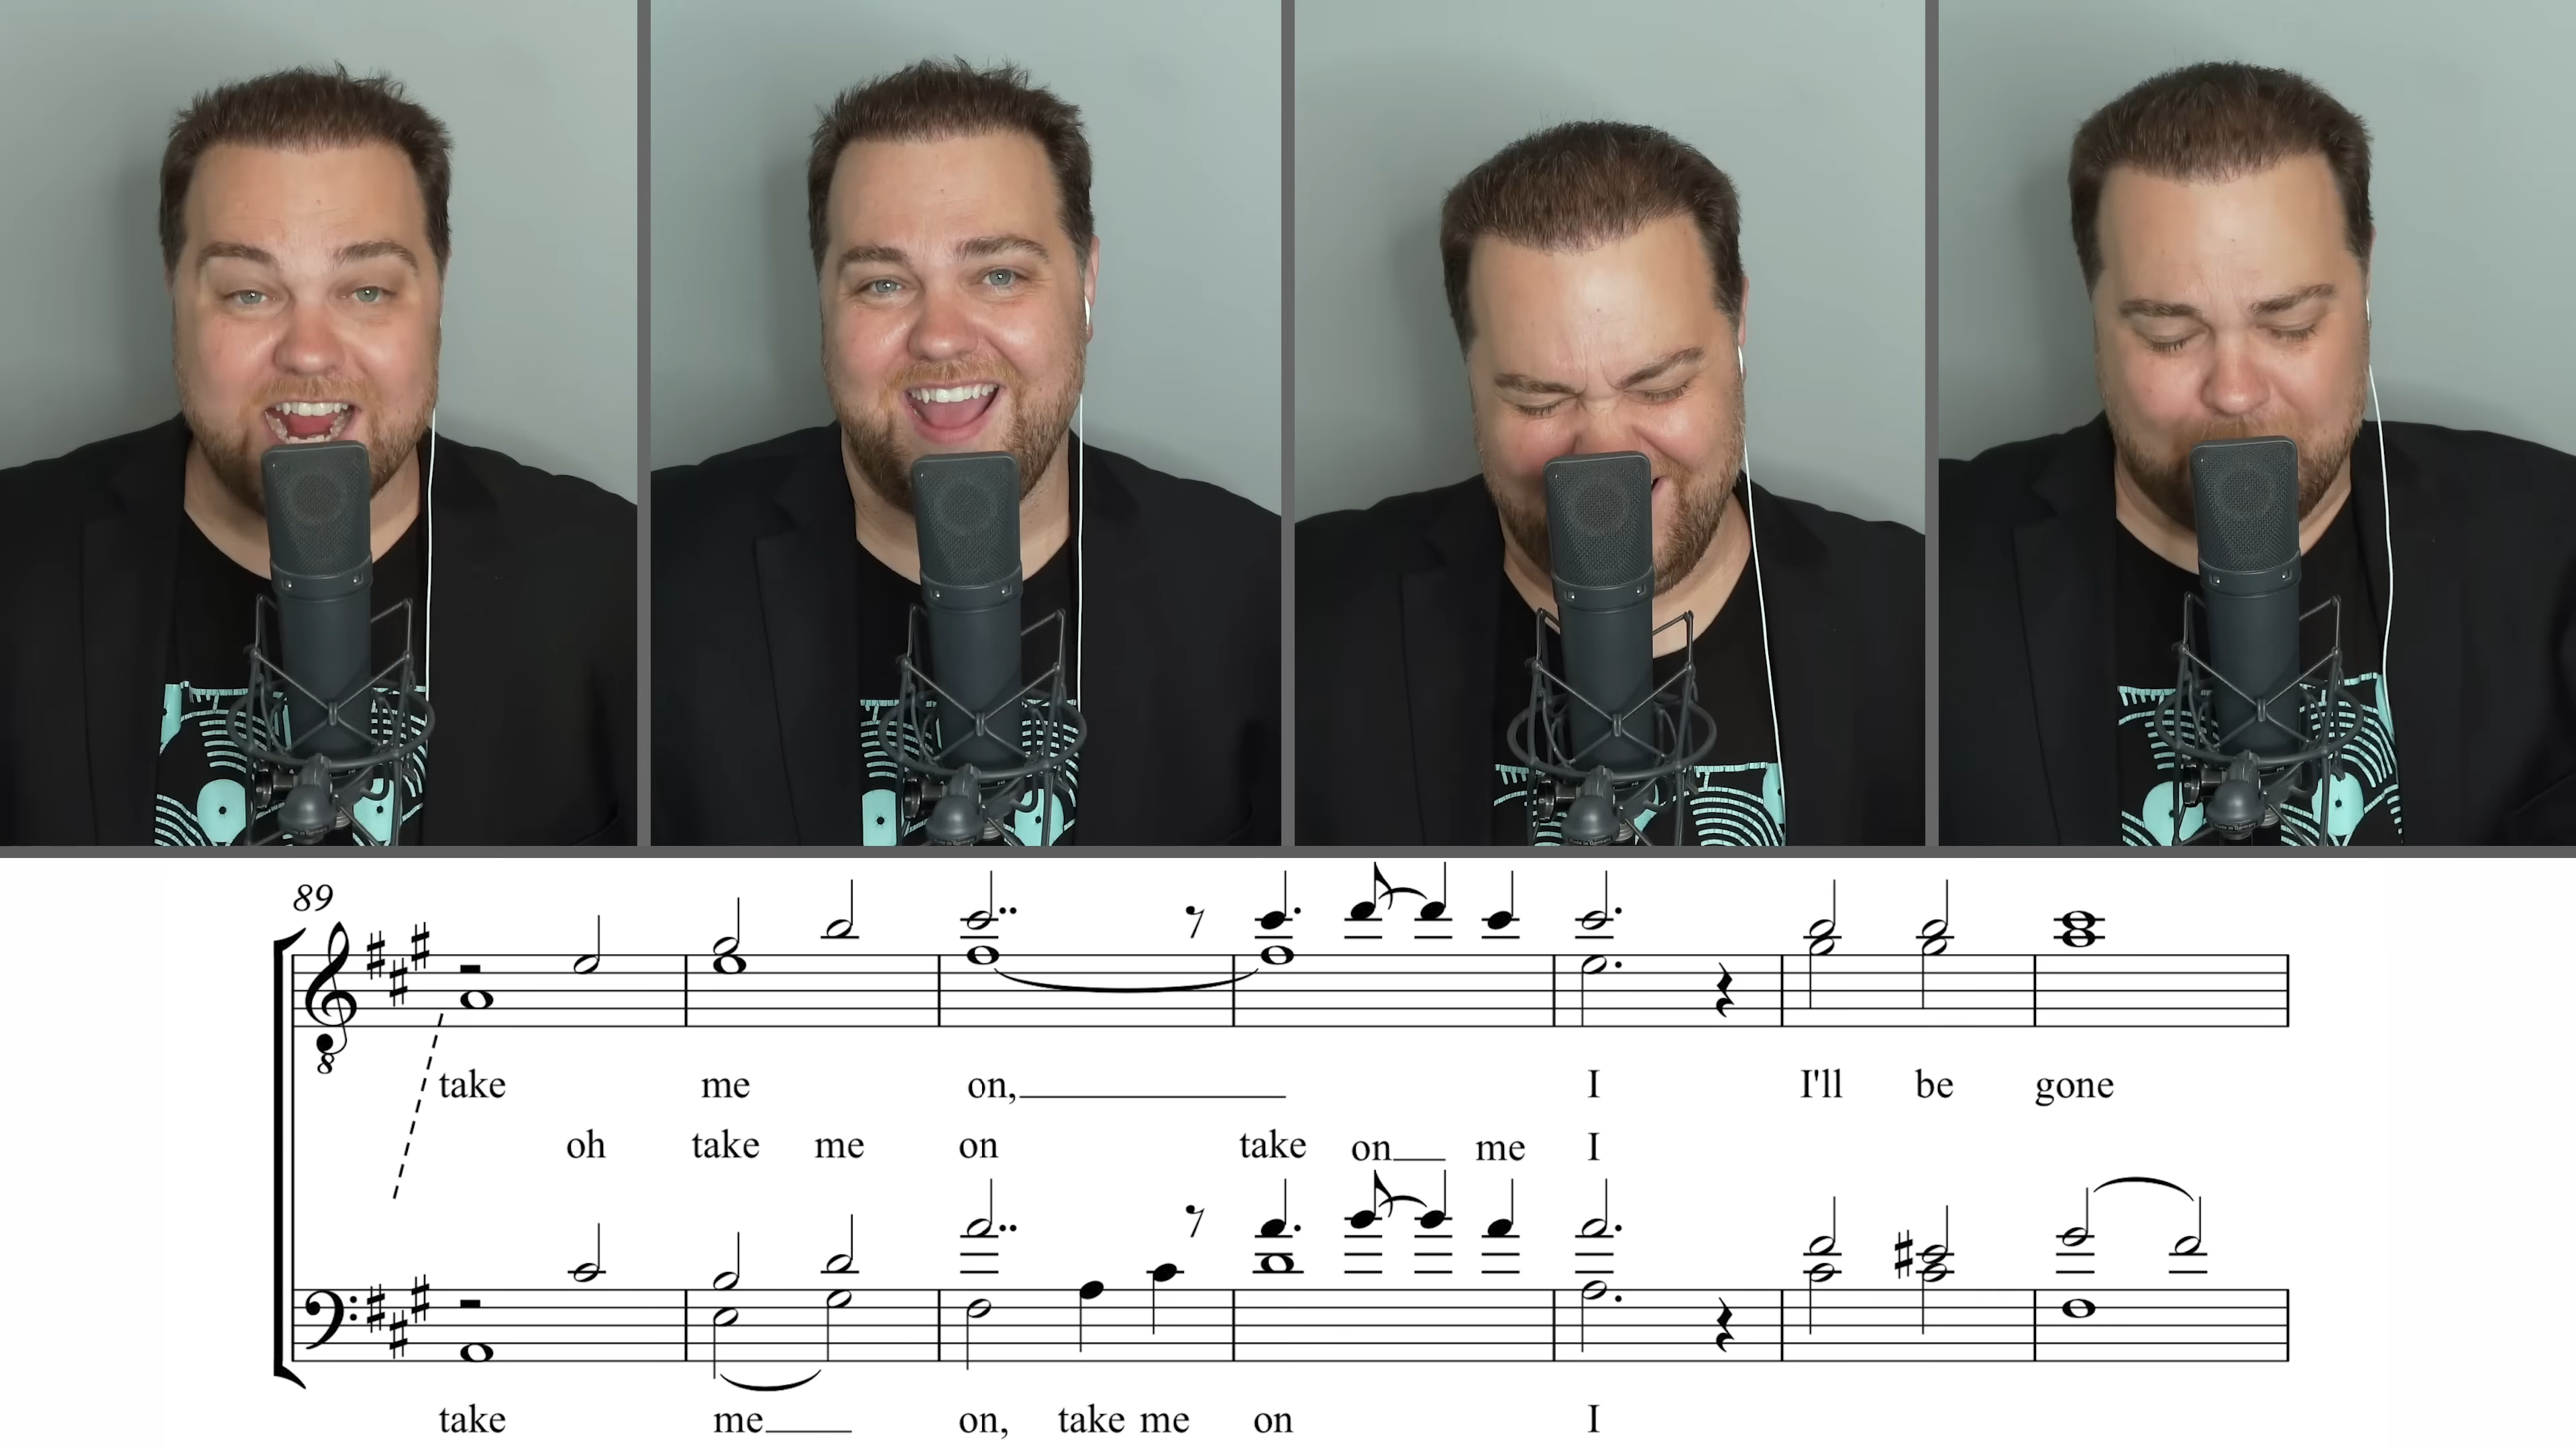 89
8
take me on, I I'll be gone
oh take me on take on me I
take me on, take me on I